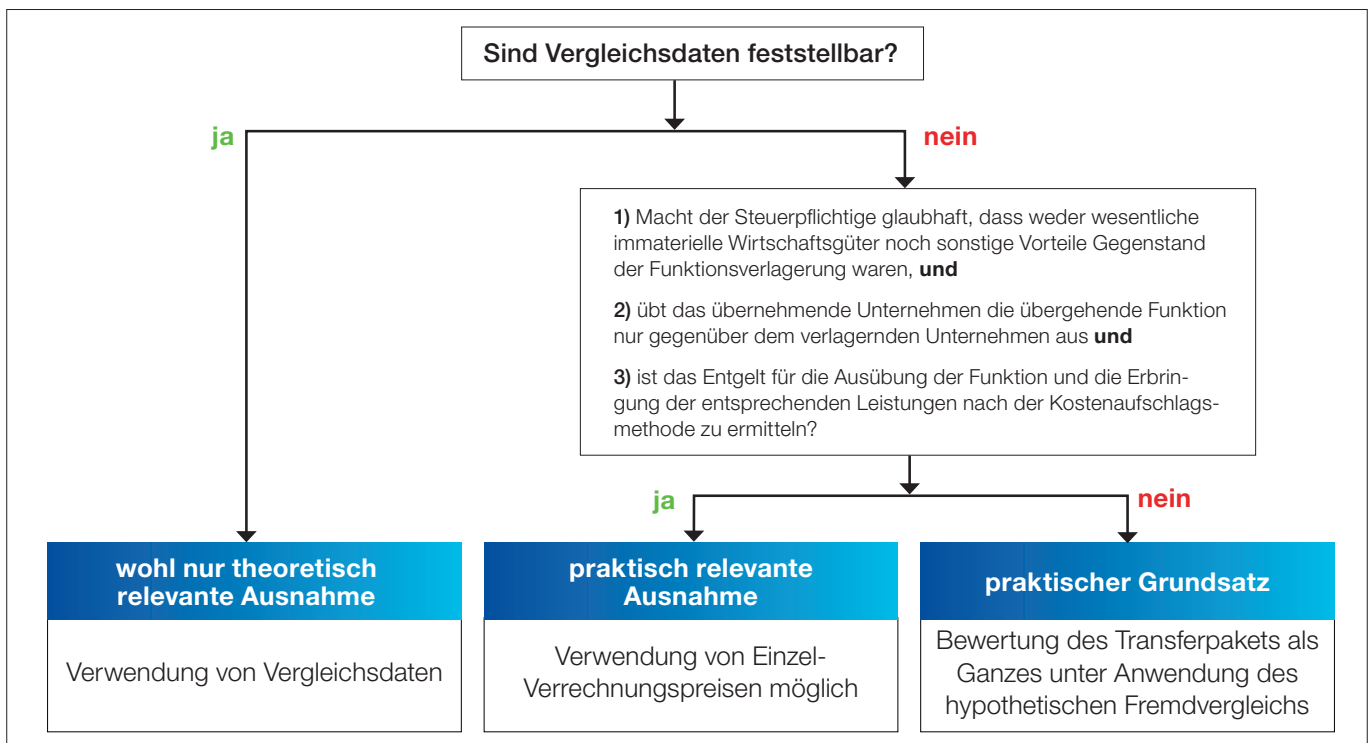 Sind Vergleichsdaten feststellbar?
ja
nein
1) Macht der Steuerpflichtige glaubhaft, dass weder wesentliche
immaterielle Wirtschaftsgüter noch sonstige Vorteile Gegenstand
der Funktionsverlagerung waren, und
2) übt das übernehmende Unternehmen die übergehende Funktion
nur gegenüber dem verlagernden Unternehmen aus und
3) ist das Entgelt für die Ausübung der Funktion und die Erbrin-
gung der entsprechenden Leistungen nach der Kostenaufschlags-
methode zu ermitteln?
ja
nein
wohl nur theoretisch
relevante Ausnahme
Verwendung von Vergleichsdaten
praktisch relevante
Ausnahme
Verwendung von Einzel-
Verrechnungspreisen möglich
praktischer Grundsatz
Bewertung des Transferpakets als
Ganzes unter Anwendung des
hypothetischen Fremdvergleichs